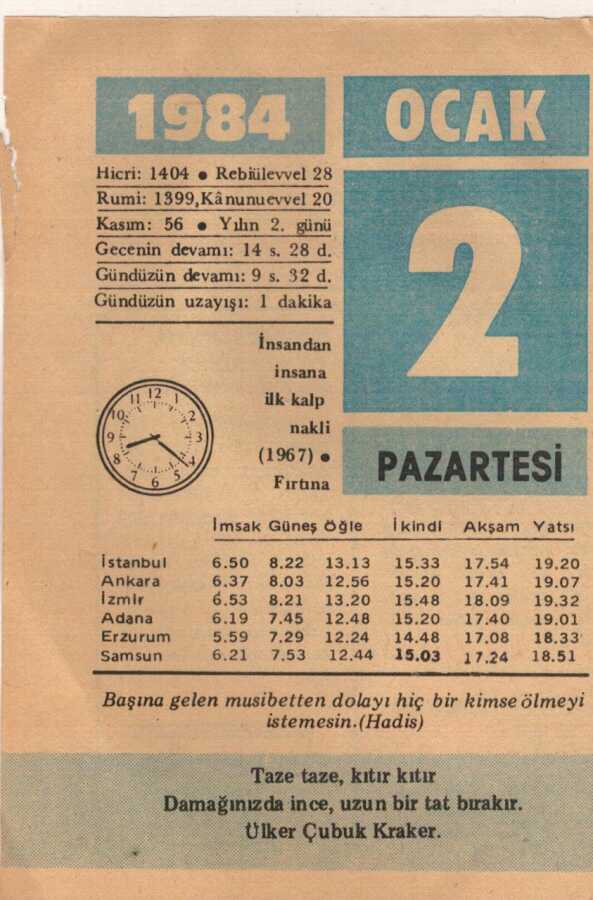 1984
OCAK
Hicri: 1404 • Rebiülevvel 28
Rumi: 1399, Kânunuevvel 20
Kasım: 56 • Yılın 2. günü
Gecenin devamı: 14 s. 28 d.
Gündüzün devamı: 9 s. 32 d.
Gündüzün uzayışı: 1 dakika
2
İnsandan
insana
ilk kalp
nakli
(1967) •
Fırtına
12 1 2 3 4 5 6 7 8 9 10 11
PAZARTESİ
İmsak Güneş Öğle İkindi Akşam Yatsı
İstanbul 6.50 8.22 13.13 15.33 17.54 19.20
Ankara 6.37 8.03 12.56 15.20 17.41 19.07
İzmir 6.53 8.21 13.20 15.48 18.09 19.32
Adana 6.19 7.45 12.48 15.20 17.40 19.01
Erzurum 5.59 7.29 12.24 14.48 17.08 18.33
Samsun 6.21 7.53 12.44 15.03 17.24 18.51
Başına gelen musibetten dolayı hiç bir kimse ölmeyi
istemesin.(Hadis)
Taze taze, kıtır kıtır
Damağınızda ince, uzun bir tat bırakır.
Ülker Çubuk Kraker.